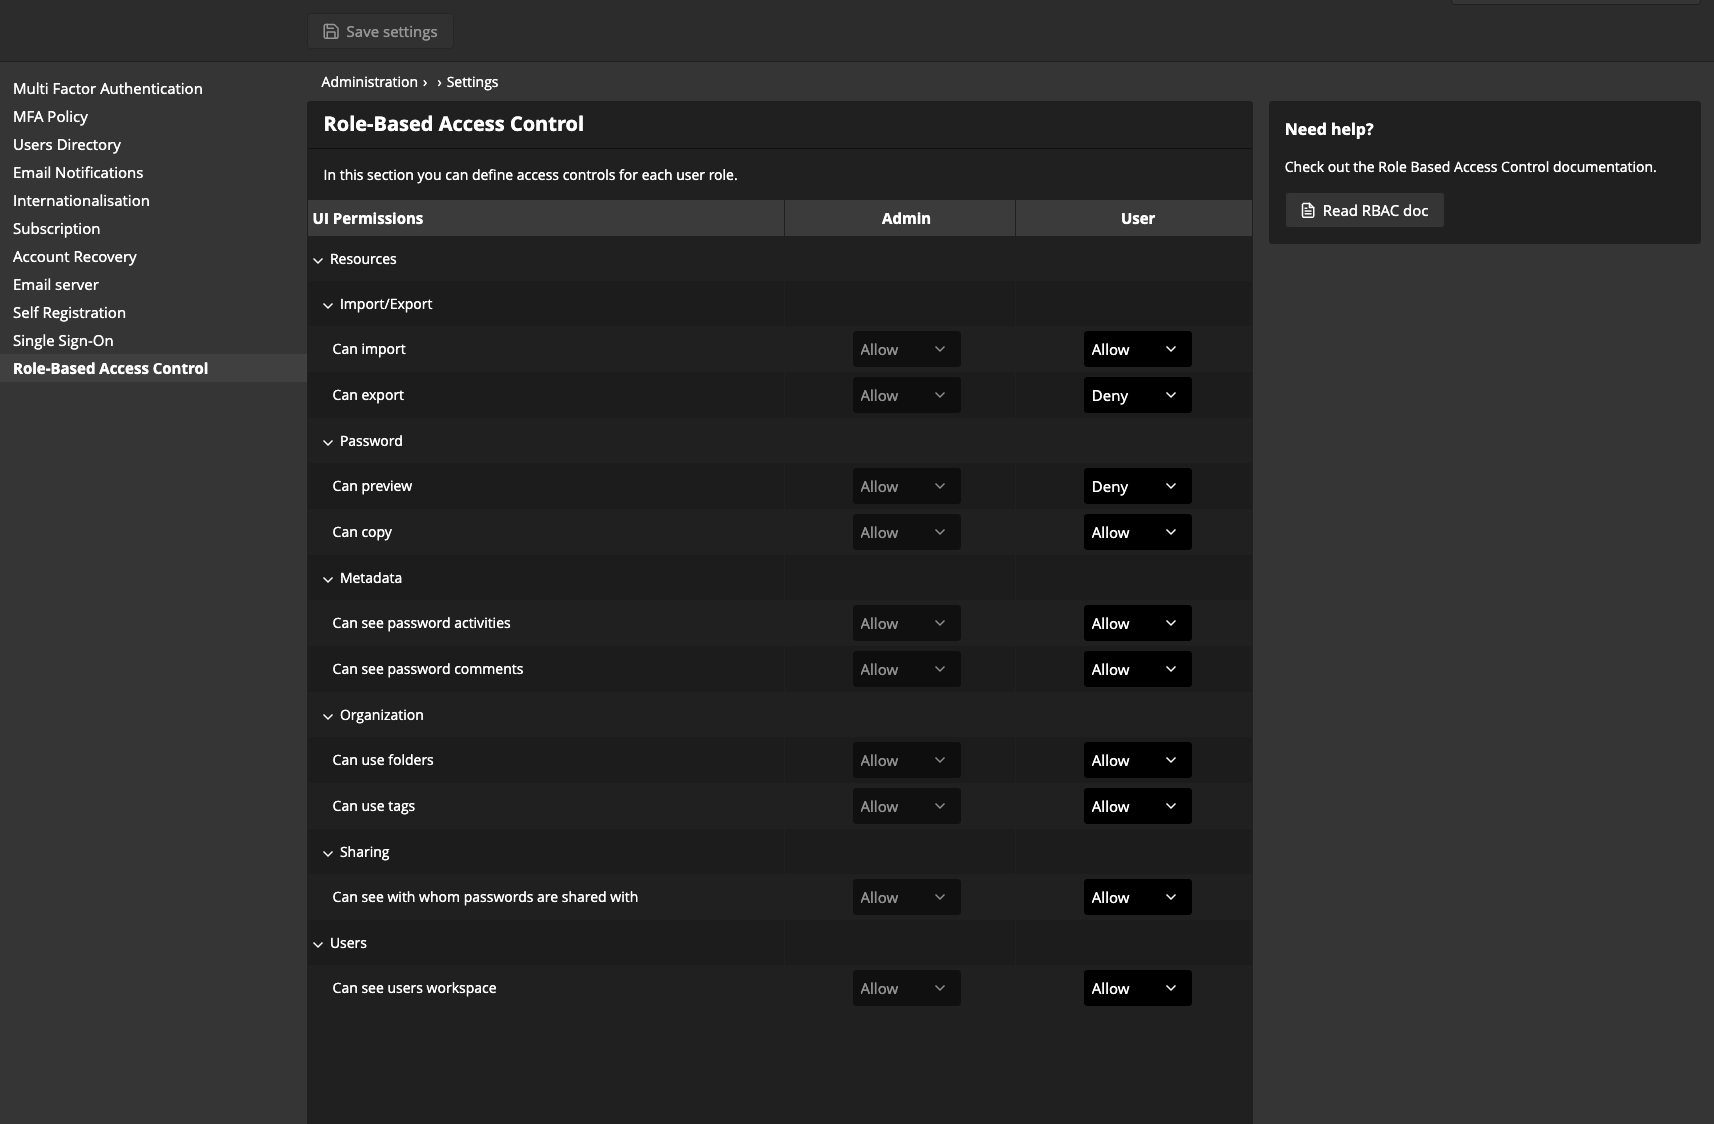 Save settings
Multi Factor Authentication
MFA Policy
Users Directory
Email Notifications
Internationalisation
Subscription
Account Recovery
Email server
Self Registration
Single Sign-On
Role-Based Access Control
Administration › › Settings
Role-Based Access Control
In this section you can define access controls for each user role.
UI Permissions Admin User
Resources
Import/Export
Can import Allow Allow
Can export Allow Deny
Password
Can preview Allow Deny
Can copy Allow Allow
Metadata
Can see password activities Allow Allow
Can see password comments Allow Allow
Organization
Can use folders Allow Allow
Can use tags Allow Allow
Sharing
Can see with whom passwords are shared with Allow Allow
Users
Can see users workspace Allow Allow
Need help?
Check out the Role Based Access Control documentation.
Read RBAC doc